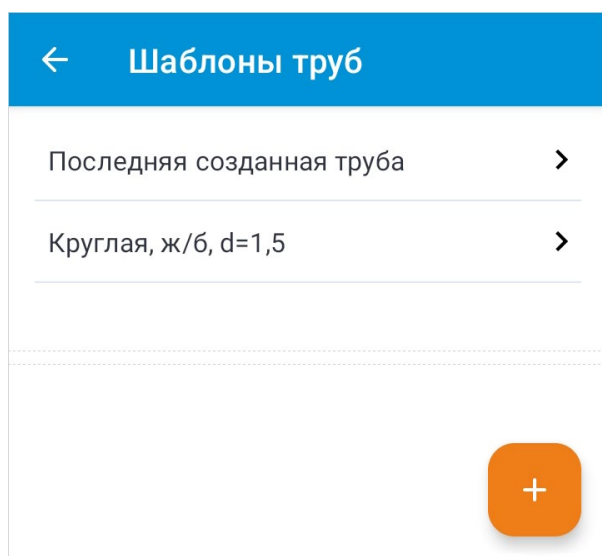 Шаблоны труб
Последняя созданная труба
Круглая, ж/б, d=1,5